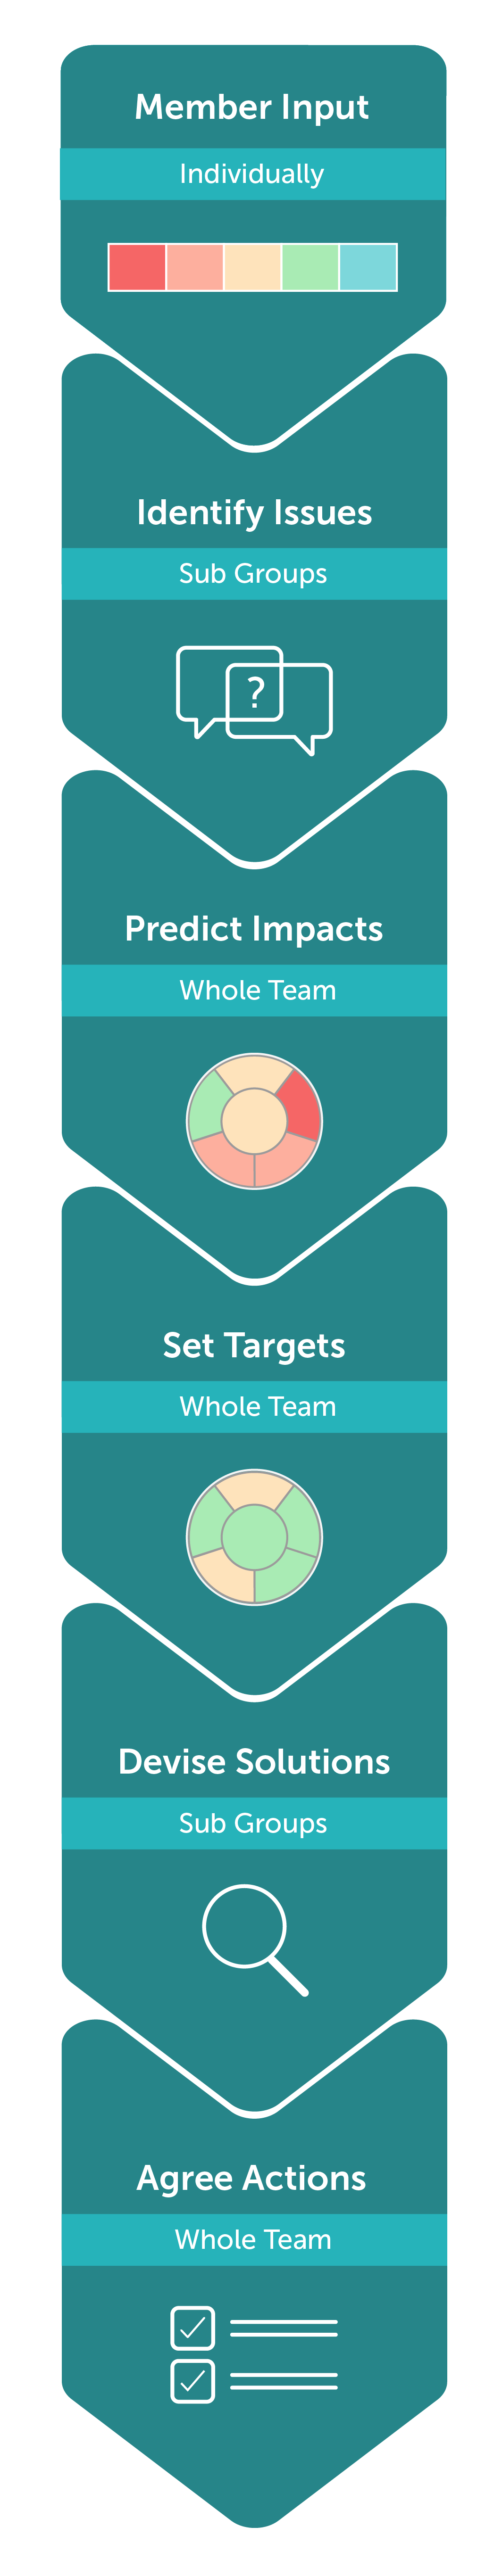 Member Input
Individually
Identify Issues
Sub Groups
?
Predict Impacts
Whole Team
Set Targets
Whole Team
Devise Solutions
Sub Groups
Agree Actions
Whole Team